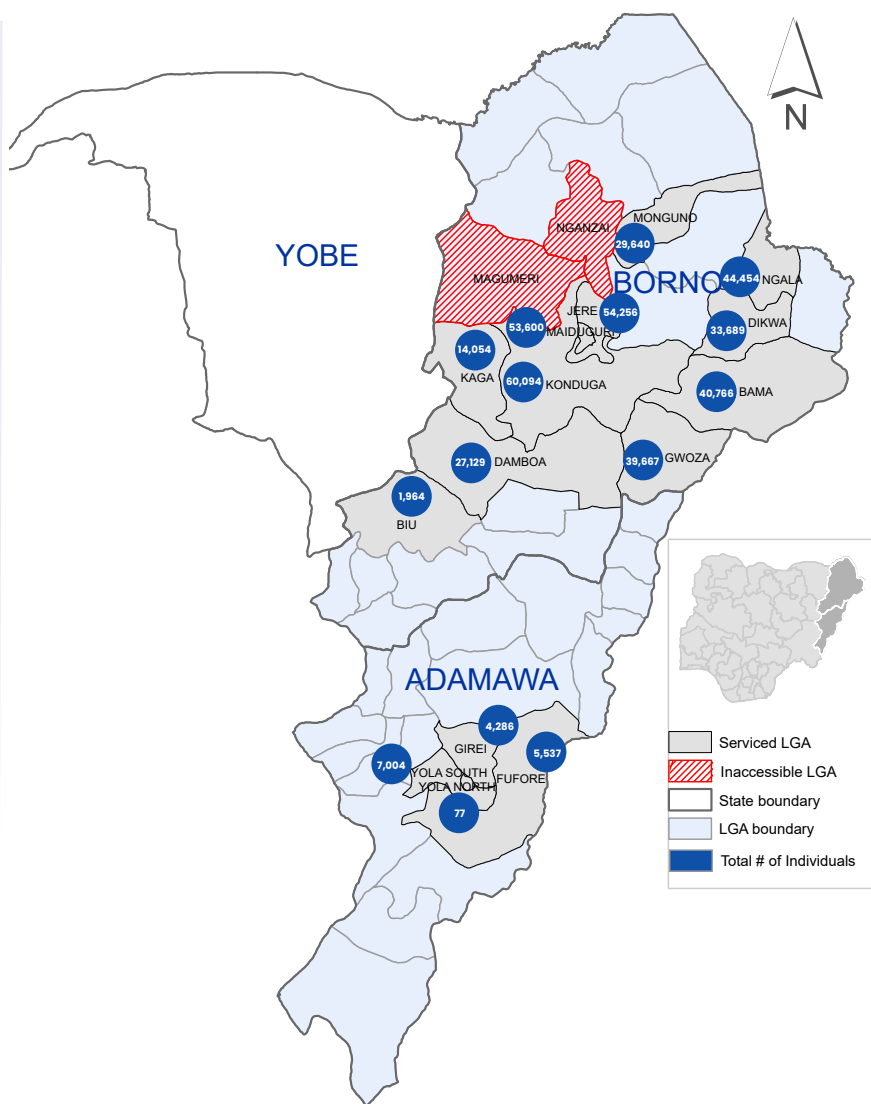 N
MONGUNO
NGANZAI
29,640
YOBE
MAGUMERI
BORNO
44,454
NGALA
JERE
54,256
53,600
MAIDUGURI
33,689
DIKWA
14,054
KAGA
60,094
KONDUGA
40,766
BAMA
27,129
DAMBOA
39,667
GWOZA
1,964
BIU
ADAMAWA
4,286
GIREI
5,537
7,004
YOLA SOUTH
FUFORE
YOLA NORTH
77
Serviced LGA
Inaccessible LGA
State boundary
LGA boundary
Total # of Individuals